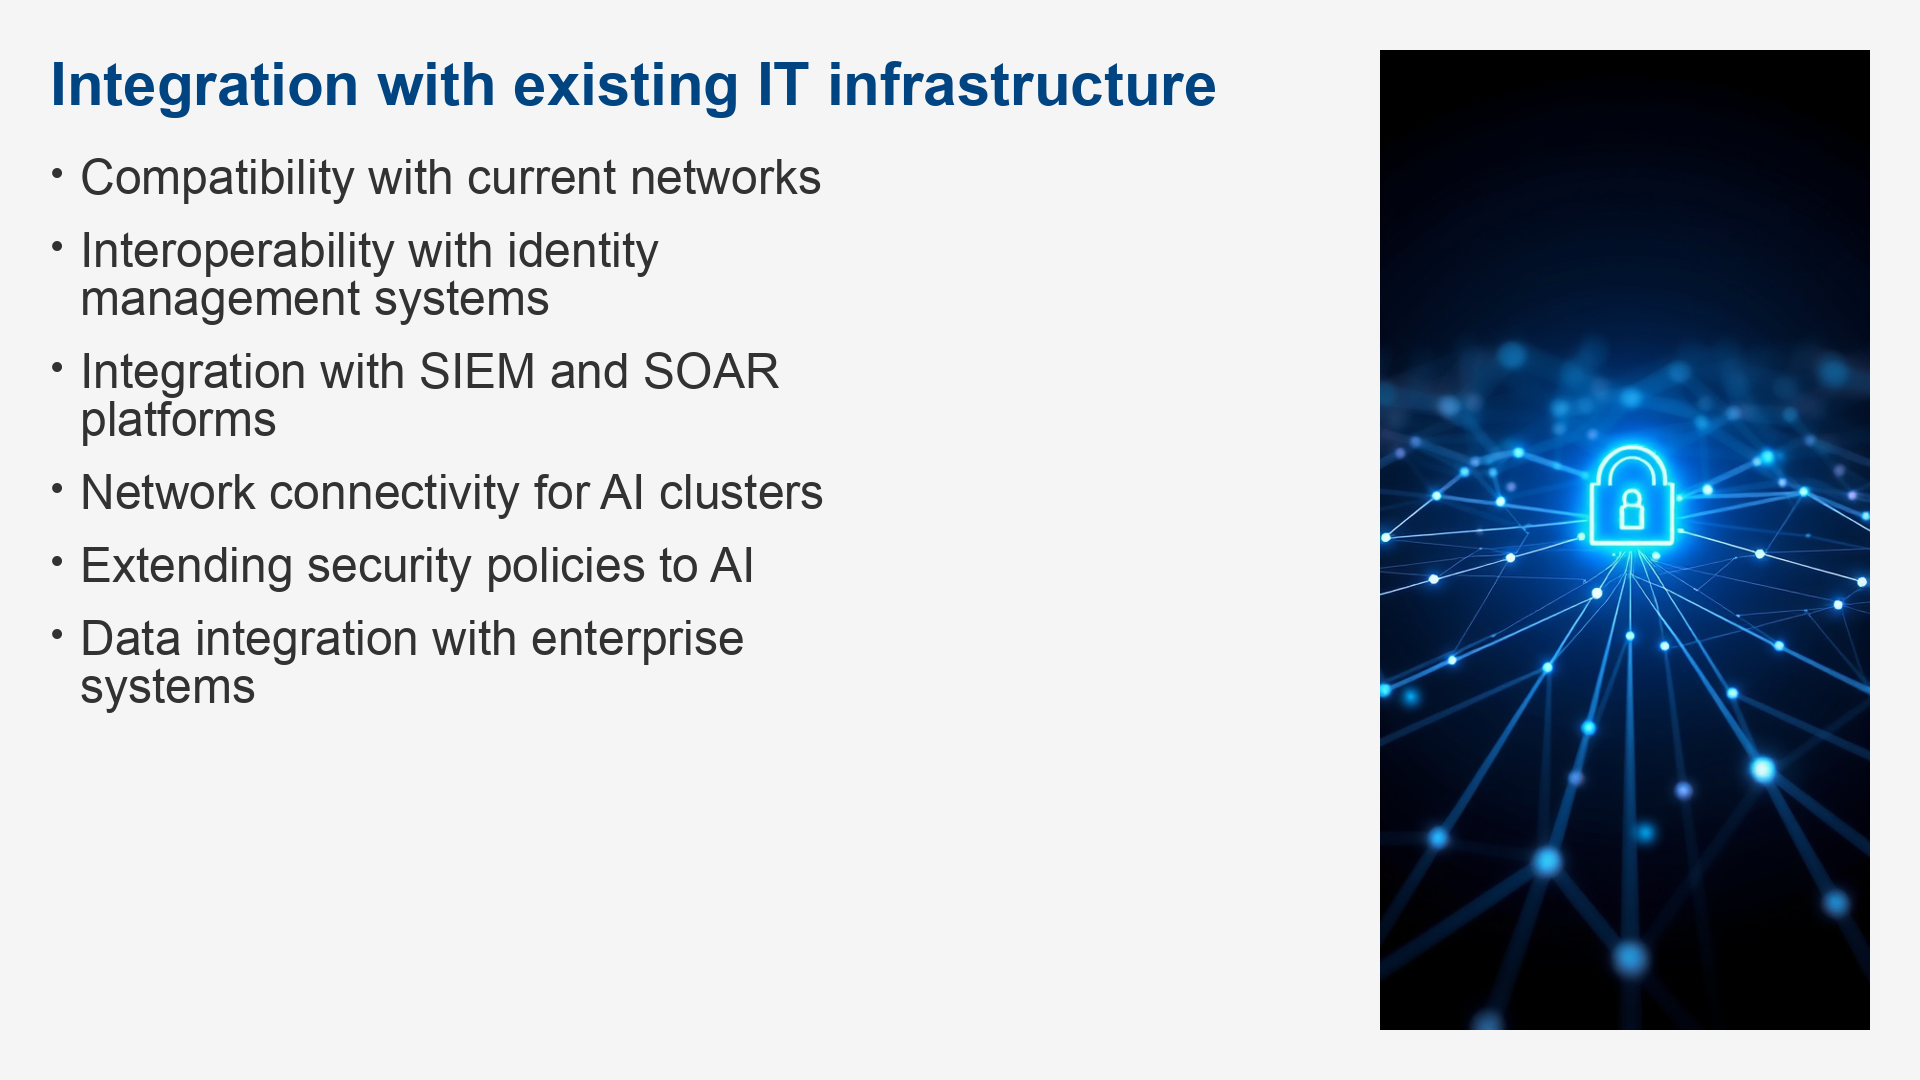 Integration with existing IT infrastructure
• Compatibility with current networks
• Interoperability with identity
management systems
• Integration with SIEM and SOAR
platforms
• Network connectivity for AI clusters
• Extending security policies to AI
• Data integration with enterprise
systems